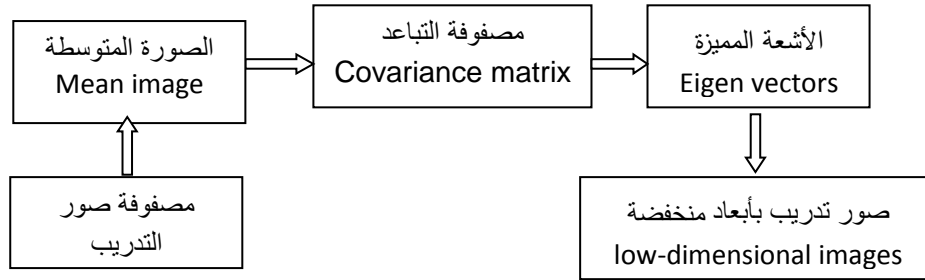 الصورة المتوسطة
Mean image
مصفوفة التباعد
Covariance matrix
الأشعة المميزة
Eigen vectors
مصفوفة صور
التدريب
صور تدريب بأبعاد منخفضة
low-dimensional images